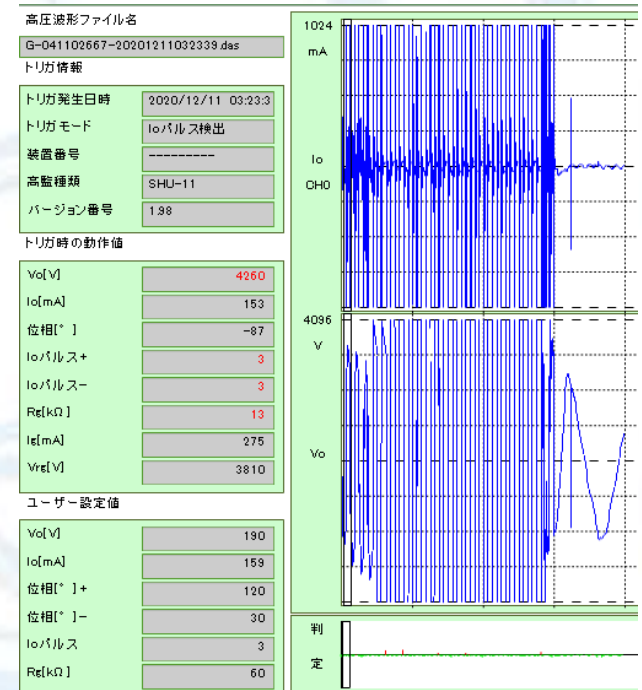 高圧波形ファイル名
G-041102667-20201211032339.das
トリガ情報
トリガ発生日時 2020/12/11 03:23:3
トリガモード Ioパルス検出
装置番号 ---------
高監種類 SHU-11
バージョン番号 1.98
トリガ時の動作値
Vo[V] 4260
Io[mA] 153
位相[°] -87
Ioパルス+ 3
Ioパルス- 3
Rg[kΩ] 13
Ig[mA] 275
Vrg[V] 3810
ユーザー設定値
Vo[V] 190
Io[mA] 159
位相[°]+ 120
位相[°]- 30
Ioパルス 3
Rg[kΩ] 60
1024
mA
Io
CH0
4096
V
Vo
判
定